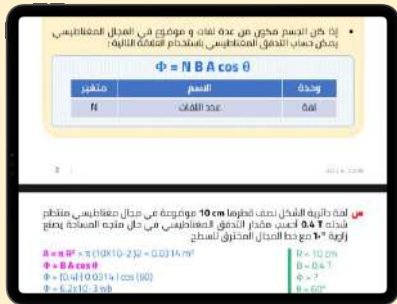 إذا كان الجسم مكون من عدة لفات و موضوع في المجال المغناطيسي
يمكن حساب التدفق المغناطيسي باستخدام العلاقة التالية :
Φ = N B A cos θ
متغير الاسم وحدة
N عدد اللفات لفة
س لفة دائرية الشكل نصف قطرها 10 cm موضوعة في مجال مغناطيسي منتظم
شدته 0.4 T أحسب مقدار التدفق المغناطيسي في حال متجه المساحة يصنع
زاوية ٦٠° مع خط المجال المخترق للسطح
A = π R² = π (10X10-2)2 = 0.0314 m²
Φ = B A cos θ
Φ = (0.4) (0.0314) cos (60)
Φ = 6.2x10-3 wb
R = 10 cm
B = 0.4 T
Φ = ?
θ = 60°